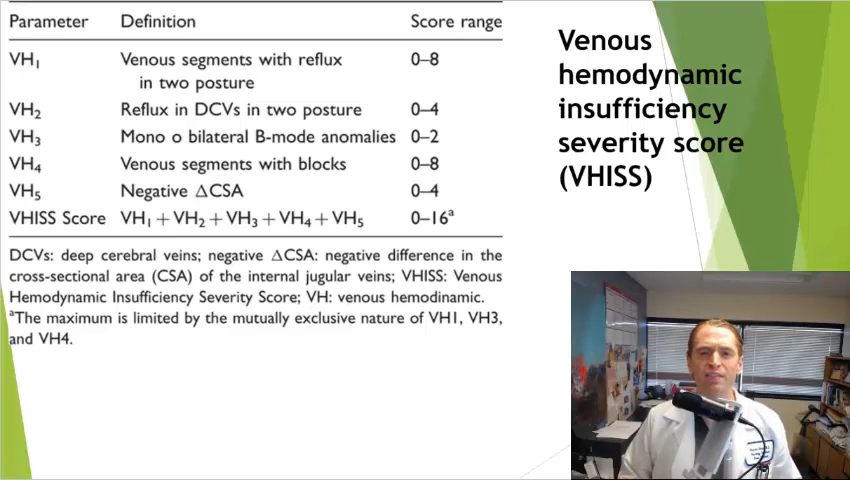 Parameter Definition Score range
VH₁ Venous segments with reflux 0–8
in two posture
VH₂ Reflux in DCVs in two posture 0–4
VH₃ Mono o bilateral B-mode anomalies 0–2
VH₄ Venous segments with blocks 0–8
VH₅ Negative ΔCSA 0–4
VHISS Score VH₁ + VH₂ + VH₃ + VH₄ + VH₅ 0–16ᵃ
DCVs: deep cerebral veins; negative ΔCSA: negative difference in the
cross-sectional area (CSA) of the internal jugular veins; VHISS: Venous
Hemodynamic Insufficiency Severity Score; VH: venous hemodinamic.
ᵃThe maximum is limited by the mutually exclusive nature of VH1, VH3,
and VH4.
Venous
hemodynamic
insufficiency
severity score
(VHISS)